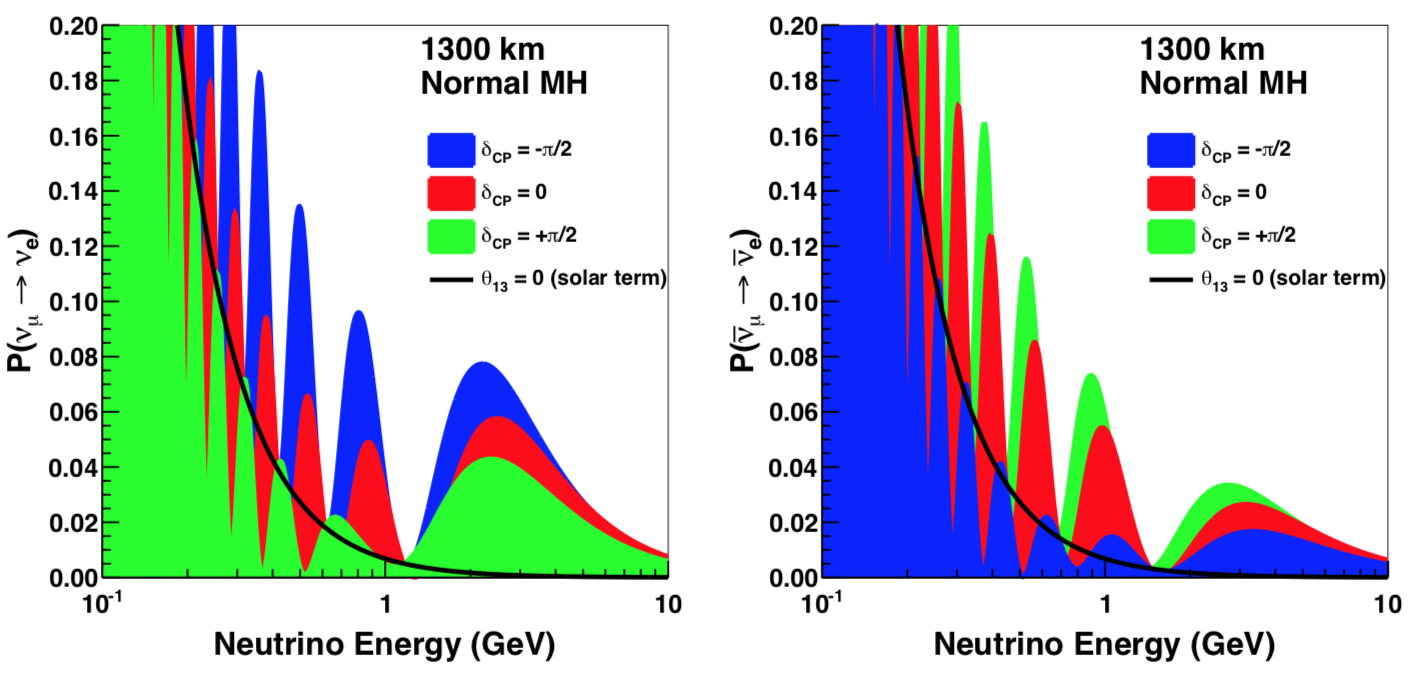 0.20
0.18
0.16
0.14
0.12
0.10
0.08
0.06
0.04
0.02
0.00
P(νμ → νe)
1300 km
Normal MH
δCP = -π/2
δCP = 0
δCP = +π/2
θ13 = 0 (solar term)
10-1
1
10
Neutrino Energy (GeV)
0.20
0.18
0.16
0.14
0.12
0.10
0.08
0.06
0.04
0.02
0.00
P(ν̅μ → ν̅e)
1300 km
Normal MH
δCP = -π/2
δCP = 0
δCP = +π/2
θ13 = 0 (solar term)
10-1
1
10
Neutrino Energy (GeV)